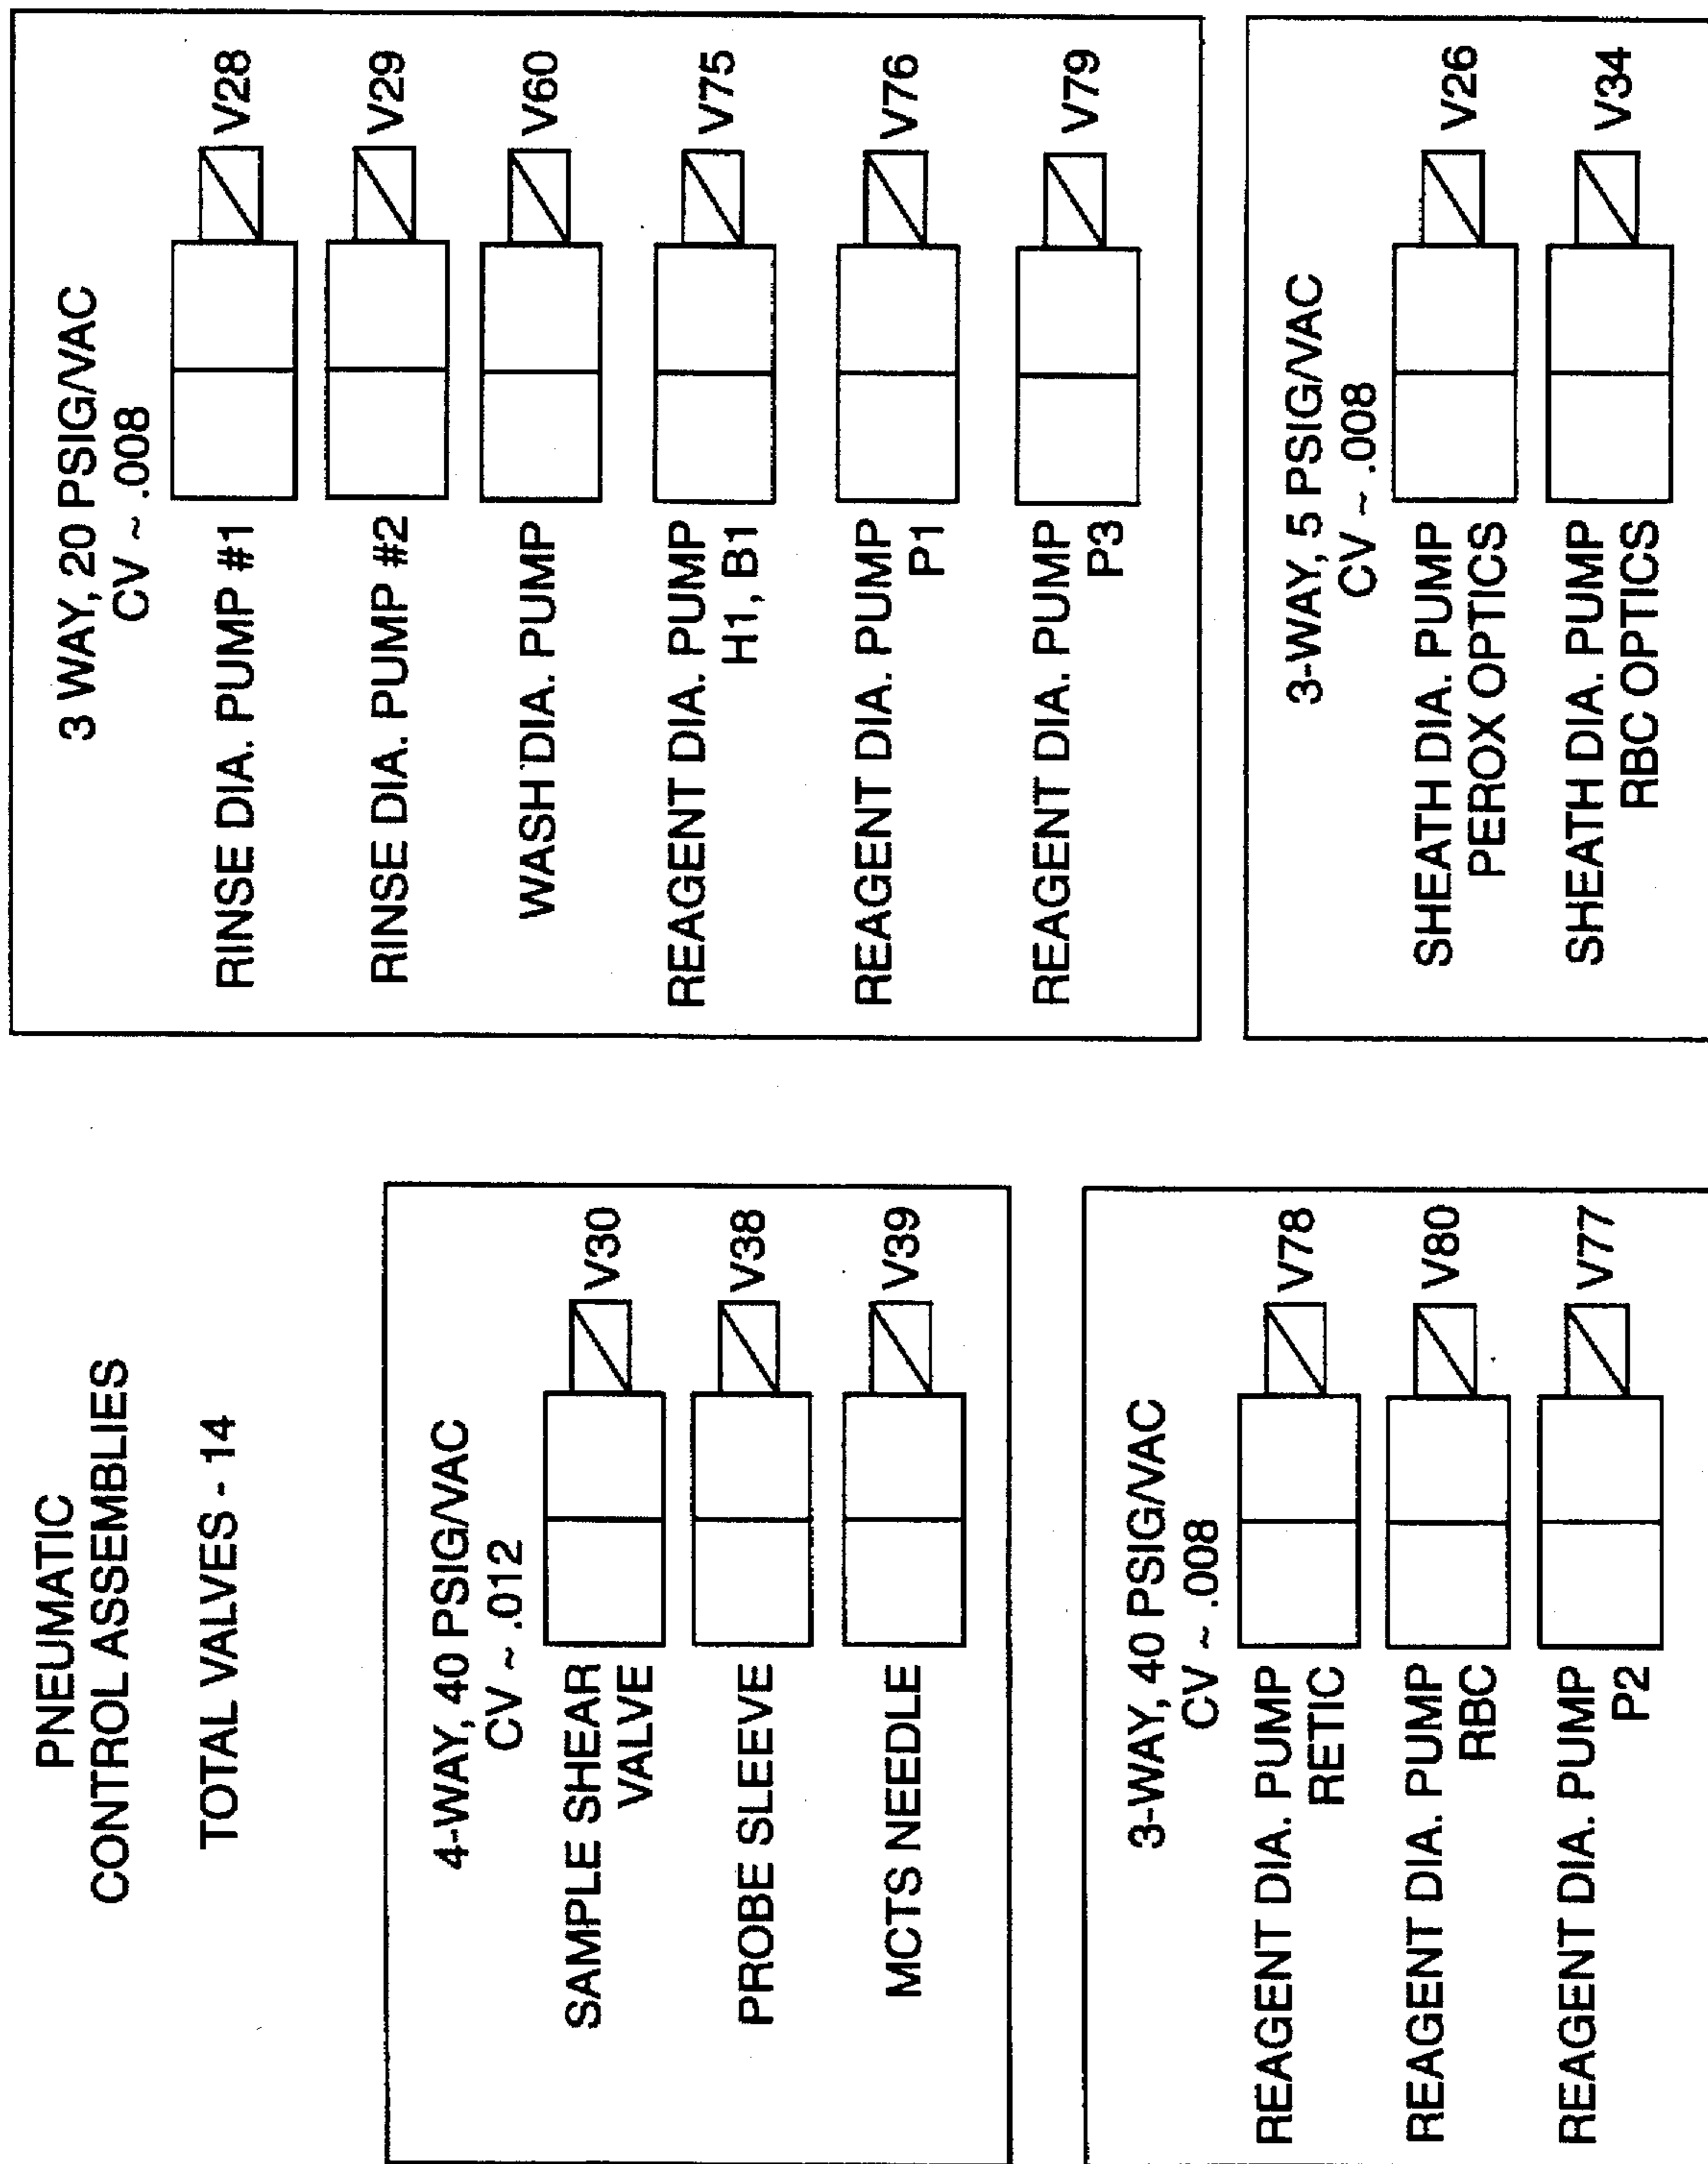 PNEUMATIC
CONTROL ASSEMBLIES
TOTAL VALVES - 14
4-WAY, 40 PSIG/VAC
CV ~ .012
SAMPLE SHEAR
VALVE
V30
PROBE SLEEVE
V38
MCTS NEEDLE
V39
3-WAY, 40 PSIG/VAC
CV ~ .008
REAGENT DIA. PUMP
RETIC
V78
REAGENT DIA. PUMP
RBC
V80
REAGENT DIA. PUMP
P2
V77
3 WAY, 20 PSIG/VAC
CV ~ .008
RINSE DIA. PUMP #1
V28
RINSE DIA. PUMP #2
V29
WASH DIA. PUMP
V60
REAGENT DIA. PUMP
H1, B1
V75
REAGENT DIA. PUMP
P1
V76
REAGENT DIA. PUMP
P3
V79
3-WAY, 5 PSIG/VAC
CV ~ .008
SHEATH DIA. PUMP
PEROX OPTICS
V26
SHEATH DIA. PUMP
RBC OPTICS
V34